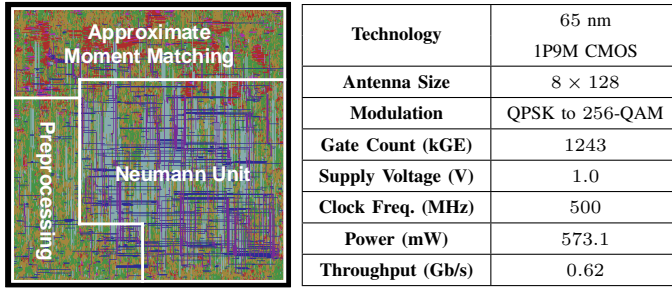 Approximate
Moment Matching
Preprocessing
Neumann Unit
Technology
65 nm
1P9M CMOS
Antenna Size 8 × 128
Modulation QPSK to 256-QAM
Gate Count (kGE) 1243
Supply Voltage (V) 1.0
Clock Freq. (MHz) 500
Power (mW) 573.1
Throughput (Gb/s) 0.62